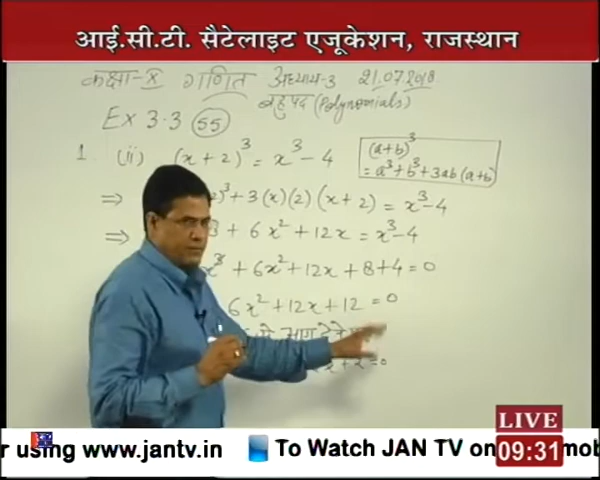 आई.सी.टी. सैटेलाइट एजूकेशन, राजस्थान
कक्षा-X गणित अध्याय-3 21.07.2018
बहुपद (Polynomials)
Ex 3.3 (55)
1. (ii) (x+2)³ = x³-4
(a+b)³
= a³+b³+3ab(a+b)
⇒ 2)³+3(x)(2)(x+2) = x³-4
⇒ + 6x²+12x = x³-4
x³ + 6x²+12x+8+4=0
6x²+12x+12 =0
से भाग देने
=0
LIVE
09:31
r using www.jantv.in To Watch JAN TV on mob